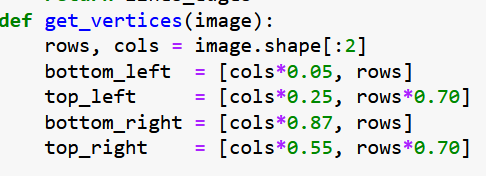 def get_vertices(image):
    rows, cols = image.shape[:2]
    bottom_left  = [cols*0.05, rows]
    top_left     = [cols*0.25, rows*0.70]
    bottom_right = [cols*0.87, rows]
    top_right    = [cols*0.55, rows*0.70]